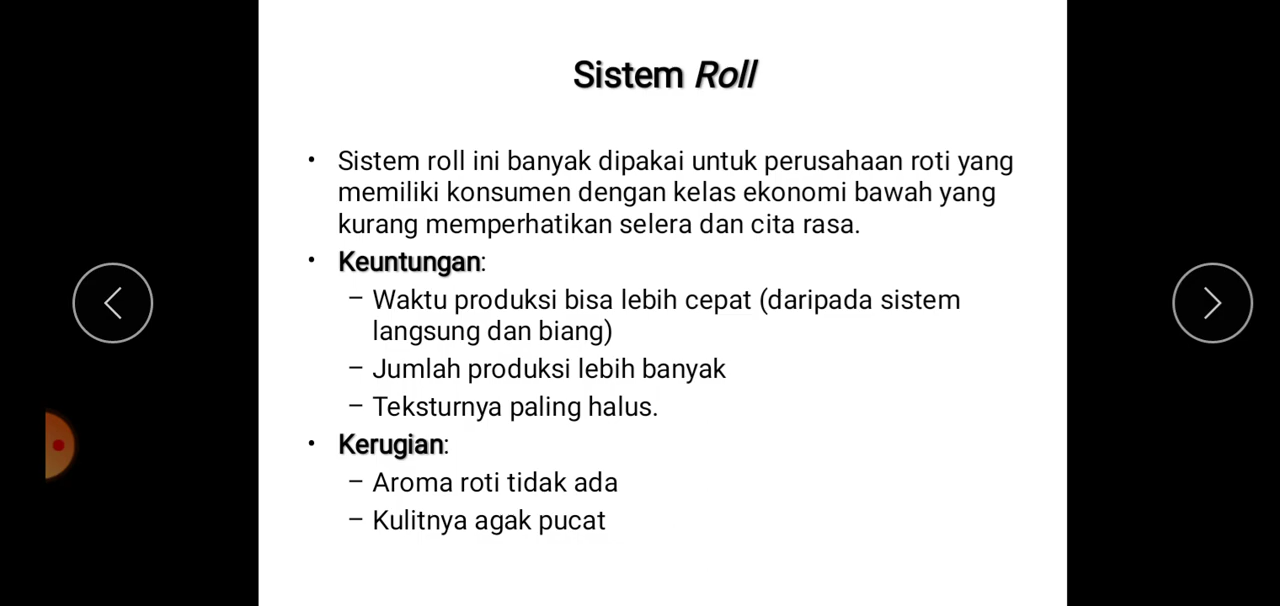 Sistem Roll
• Sistem roll ini banyak dipakai untuk perusahaan roti yang
memiliki konsumen dengan kelas ekonomi bawah yang
kurang memperhatikan selera dan cita rasa.
• Keuntungan:
– Waktu produksi bisa lebih cepat (daripada sistem
langsung dan biang)
– Jumlah produksi lebih banyak
– Teksturnya paling halus.
• Kerugian:
– Aroma roti tidak ada
– Kulitnya agak pucat